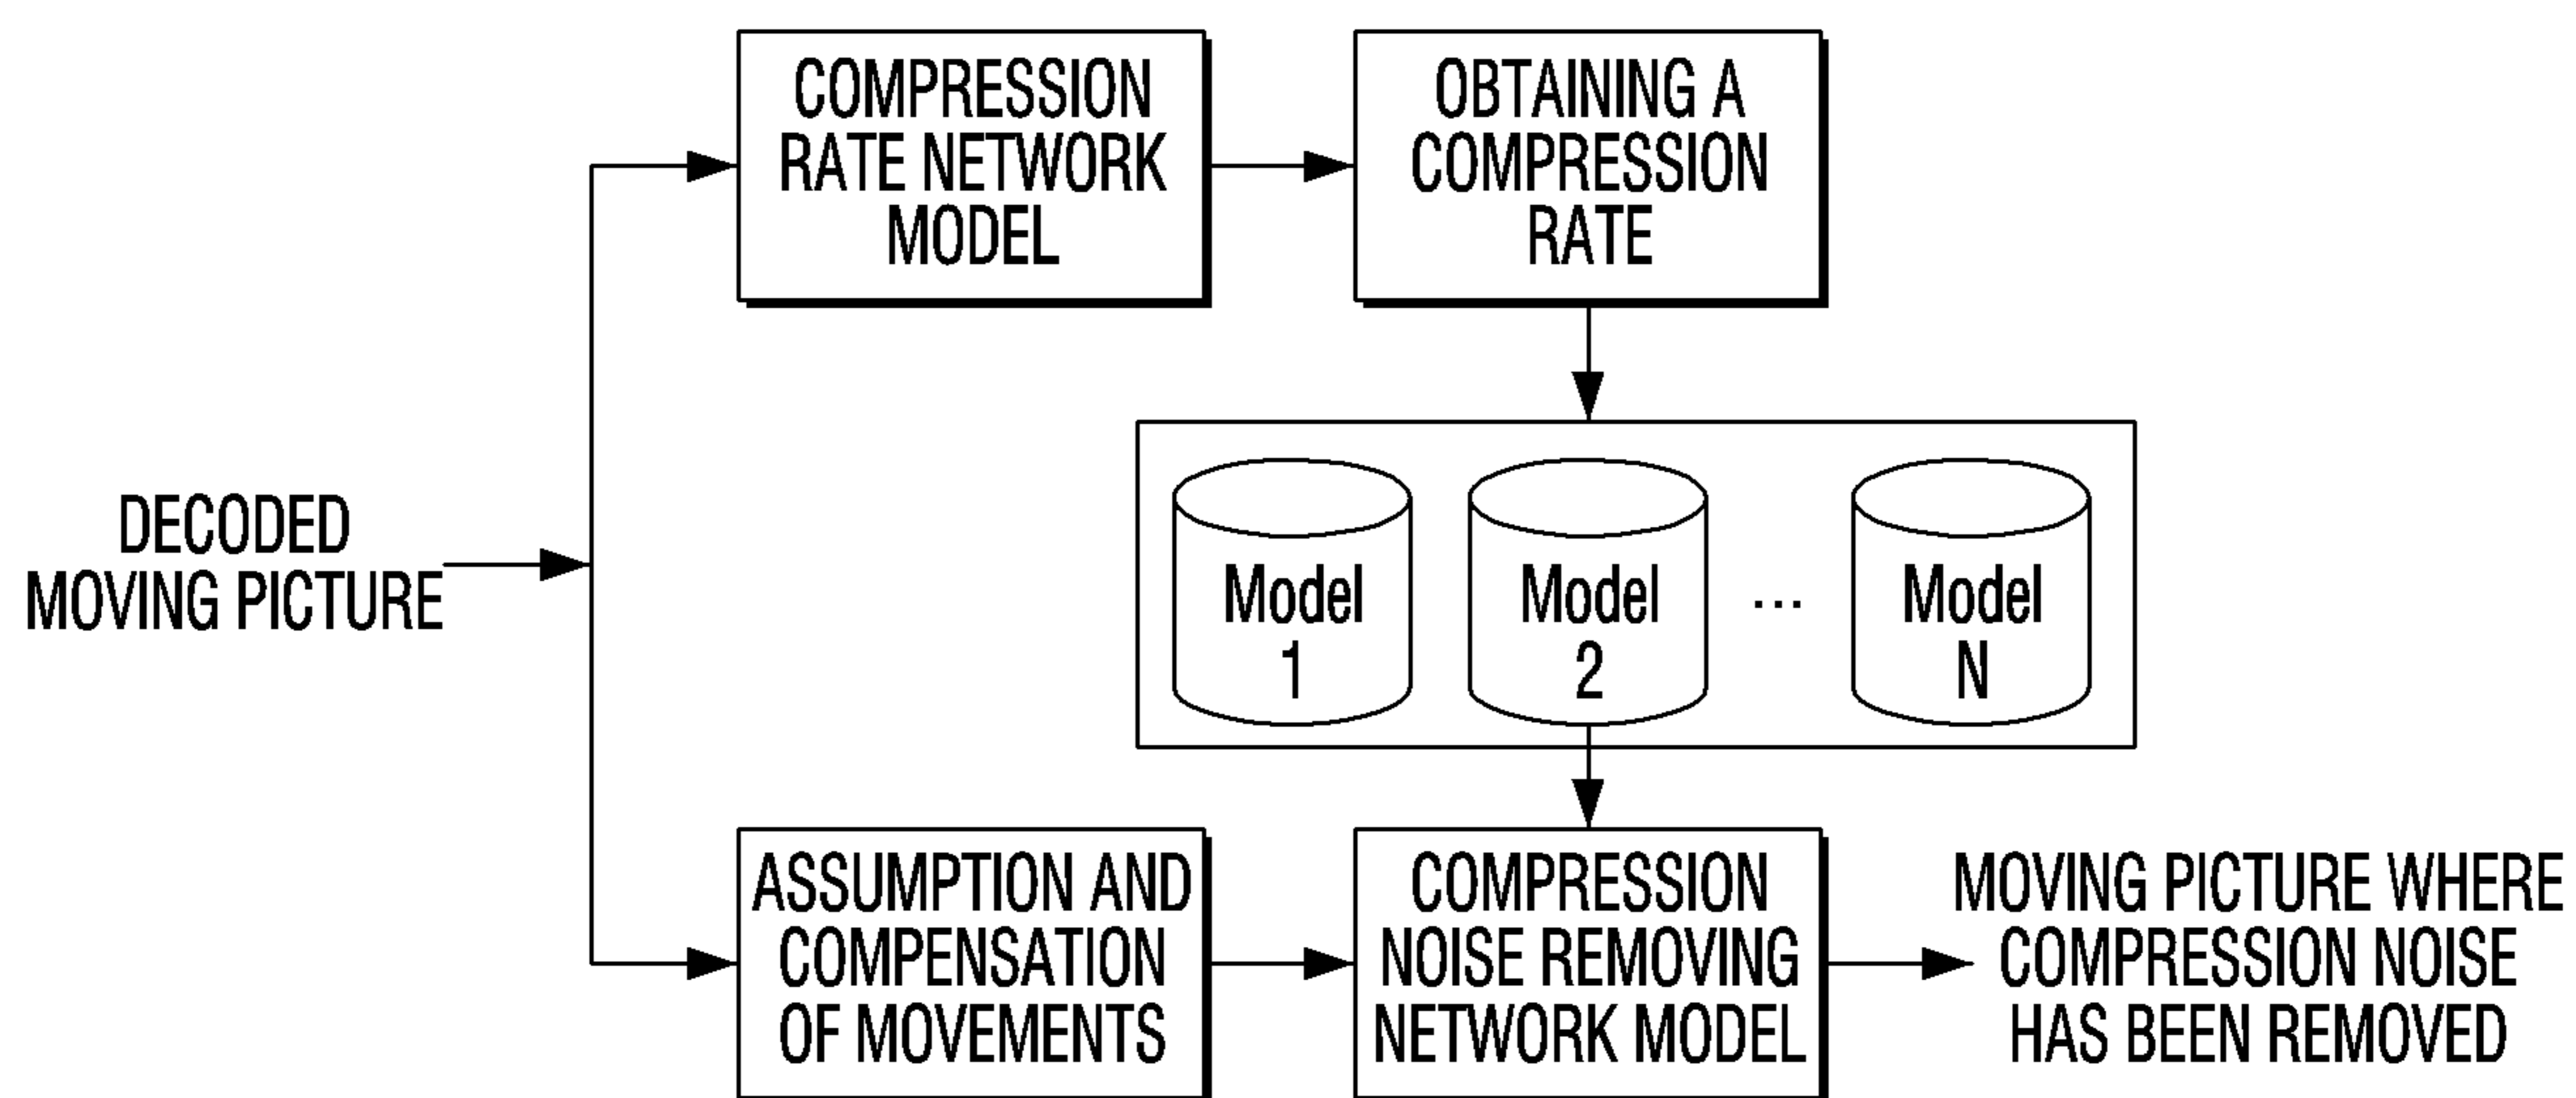 COMPRESSION
RATE NETWORK
MODEL
OBTAINING A
COMPRESSION
RATE
DECODED
MOVING PICTURE
Model
1
Model
2
...
Model
N
ASSUMPTION AND
COMPENSATION
OF MOVEMENTS
COMPRESSION
NOISE REMOVING
NETWORK MODEL
MOVING PICTURE WHERE
COMPRESSION NOISE
HAS BEEN REMOVED